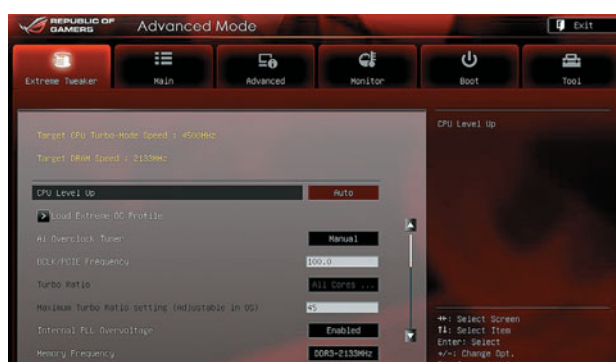 REPUBLIC OF
GAMERS
Advanced Mode
Exit
Extreme Tweaker
Main
Advanced
Monitor
Boot
Tool
Target CPU Turbo-Mode Speed : 4500MHz
Target DRAM Speed : 2133MHz
CPU Level Up
CPU Level Up Auto
Load Extreme OC Profile
Ai Overclock Tuner Manual
BCLK/PCIE Frequency 100.0
Turbo Ratio All Cores ...
Maximum Turbo Ratio setting (Adjustable in OS) 45
Internal PLL Overvoltage Enabled
Memory Frequency DDR3-2133MHz
: Select Screen
↑↓: Select Item
Enter: Select
+/-: Change Opt.